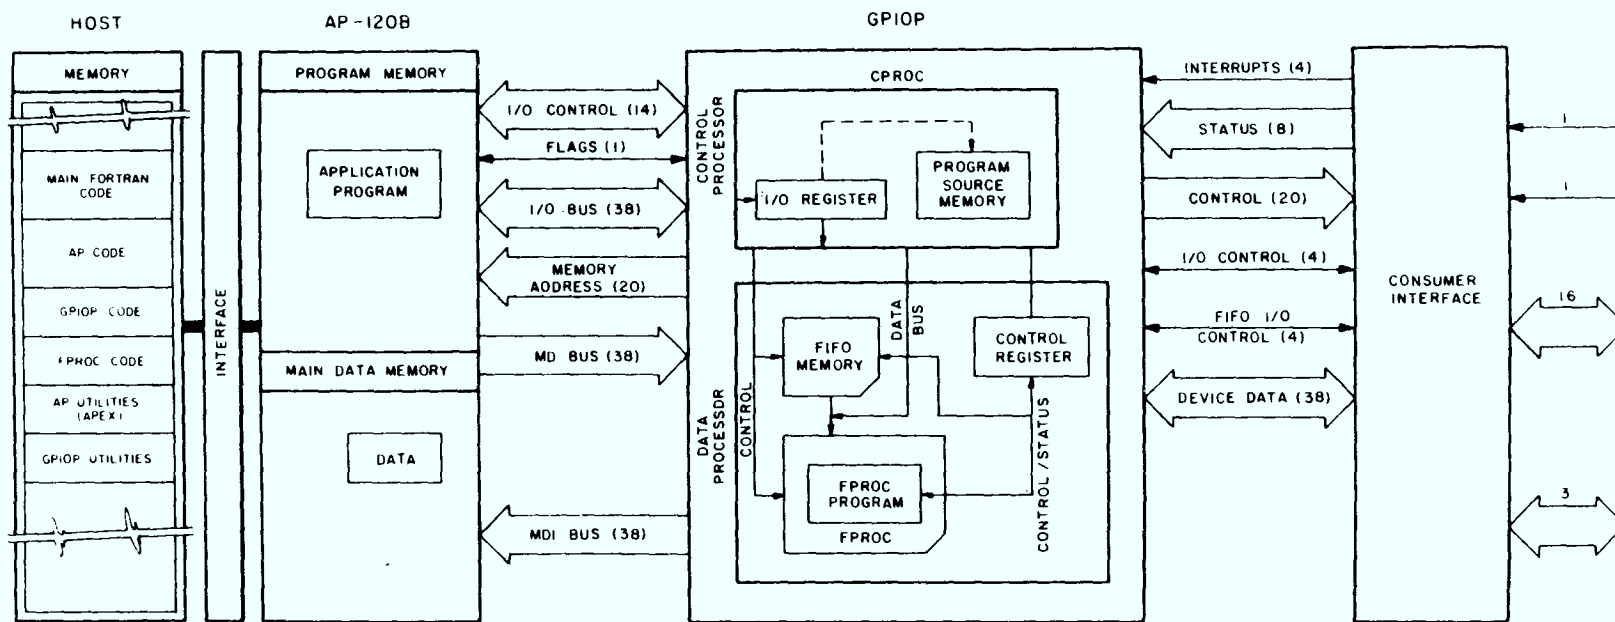 HOST
AP-120B
GPIOP
MEMORY
MAIN FORTRAN
CODE
AP CODE
GPIOP CODE
FPROC CODE
AP UTILITIES
(APEX)
GPIOP UTILITIES
INTERFACE
PROGRAM MEMORY
APPLICATION
PROGRAM
MAIN DATA MEMORY
DATA
I/O CONTROL (14)
FLAGS (1)
I/O BUS (38)
MEMORY
ADDRESS (20)
MD BUS (38)
MDI BUS (38)
CONTROL
PROCESSOR
CPROC
I/O REGISTER
PROGRAM
SOURCE
MEMORY
DATA
PROCESSOR
CONTROL
FIFO
MEMORY
DATA
BUS
CONTROL
REGISTER
FPROC
PROGRAM
FPROC
CONTROL/STATUS
INTERRUPTS (4)
STATUS (8)
CONTROL (20)
I/O CONTROL (4)
FIFO I/O
CONTROL (4)
DEVICE DATA (38)
CONSUMER
INTERFACE
1
1
16
3